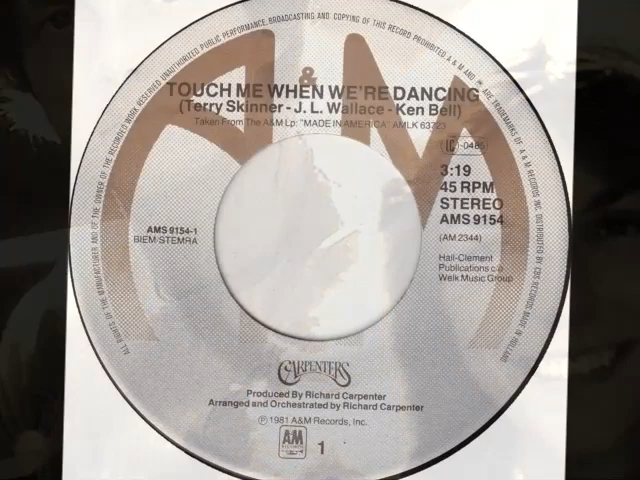 ALL RIGHTS OF THE MANUFACTURER AND OF THE OWNER OF THE RECORDED WORK RESERVED UNAUTHORIZED PUBLIC PERFORMANCE, BROADCASTING AND COPYING OF THIS RECORD PROHIBITED A & M AND ARE TRADEMARKS OF A & M RECORDS INC. DISTRIBUTED BY CBS RECORDS MADE IN HOLLAND
&
TOUCH ME WHEN WE'RE DANCING
(Terry Skinner - J. L. Wallace - Ken Bell)
Taken From The A&M Lp: "MADE IN AMERICA" AMLK 63723
3:19
45 RPM
STEREO
AMS 9154
(AM 2344)
AMS 9154-1
BIEM-STEMRA
Hall-Clement
Publications c/o
Welk Music Group
CARPENTERS
Produced By Richard Carpenter
Arranged and Orchestrated by Richard Carpenter
Ⓟ 1981 A&M Records, Inc.
AM
RECORDS
1